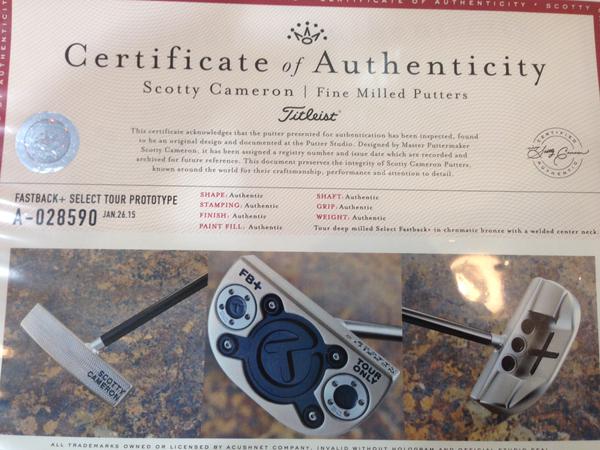 CERTIFICATE OF AUTHENTICITY • SCOTTY
Certificate of Authenticity
Scotty Cameron | Fine Milled Putters
Titleist
This certificate acknowledges that the putter presented for authentication has been inspected, found
to be an original design and documented at the Putter Studio. Designed by Master Puttermaker
Scotty Cameron, it has been assigned a registry number and issue date which are recorded and
archived for future reference. This document preserves the integrity of Scotty Cameron Putters,
known around the world for their craftsmanship, performance and attention to detail.
CERTIFIED
Scotty Cameron
AUTHENTIC
FASTBACK+ SELECT TOUR PROTOTYPE
A-028590 JAN.26.15
SHAPE: Authentic
STAMPING: Authentic
FINISH: Authentic
PAINT FILL: Authentic
SHAFT: Authentic
GRIP: Authentic
WEIGHT: Authentic
Tour deep milled Select Fastback+ in chromatic bronze with a welded center neck.
SCOTTY
CAMERON
FB+
TOUR
ONLY
ALL TRADEMARKS OWNED OR LICENSED BY ACUSHNET COMPANY. INVALID WITHOUT HOLOGRAM AND OFFICIAL STUDIO SEAL